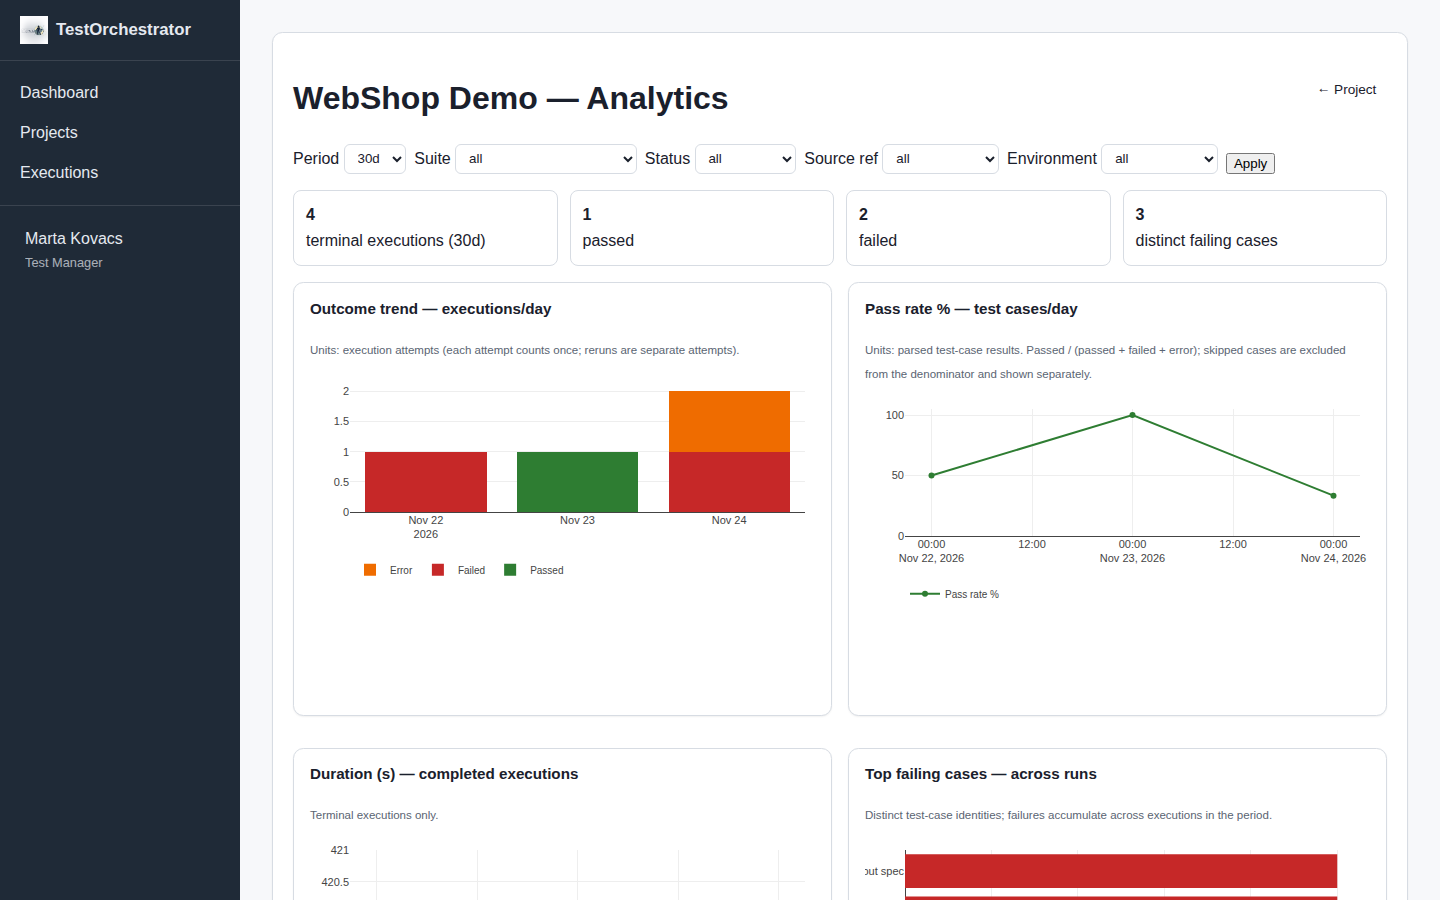 TestOrchestrator
Dashboard
Projects
Executions
Marta Kovacs
Test Manager
WebShop Demo — Analytics
← Project
Period 30d Suite all Status all Source ref all Environment all Apply
4
terminal executions (30d)
1
passed
2
failed
3
distinct failing cases
Outcome trend — executions/day
Units: execution attempts (each attempt counts once; reruns are separate attempts).
2
1.5
1
0.5
0
Nov 22
2026
Nov 23
Nov 24
Error Failed Passed
Pass rate % — test cases/day
Units: parsed test-case results. Passed / (passed + failed + error); skipped cases are excluded
from the denominator and shown separately.
100
50
0
00:00 12:00 00:00 12:00 00:00
Nov 22, 2026 Nov 23, 2026 Nov 24, 2026
Pass rate %
Duration (s) — completed executions
Terminal executions only.
421
420.5
Top failing cases — across runs
Distinct test-case identities; failures accumulate across executions in the period.
out spec